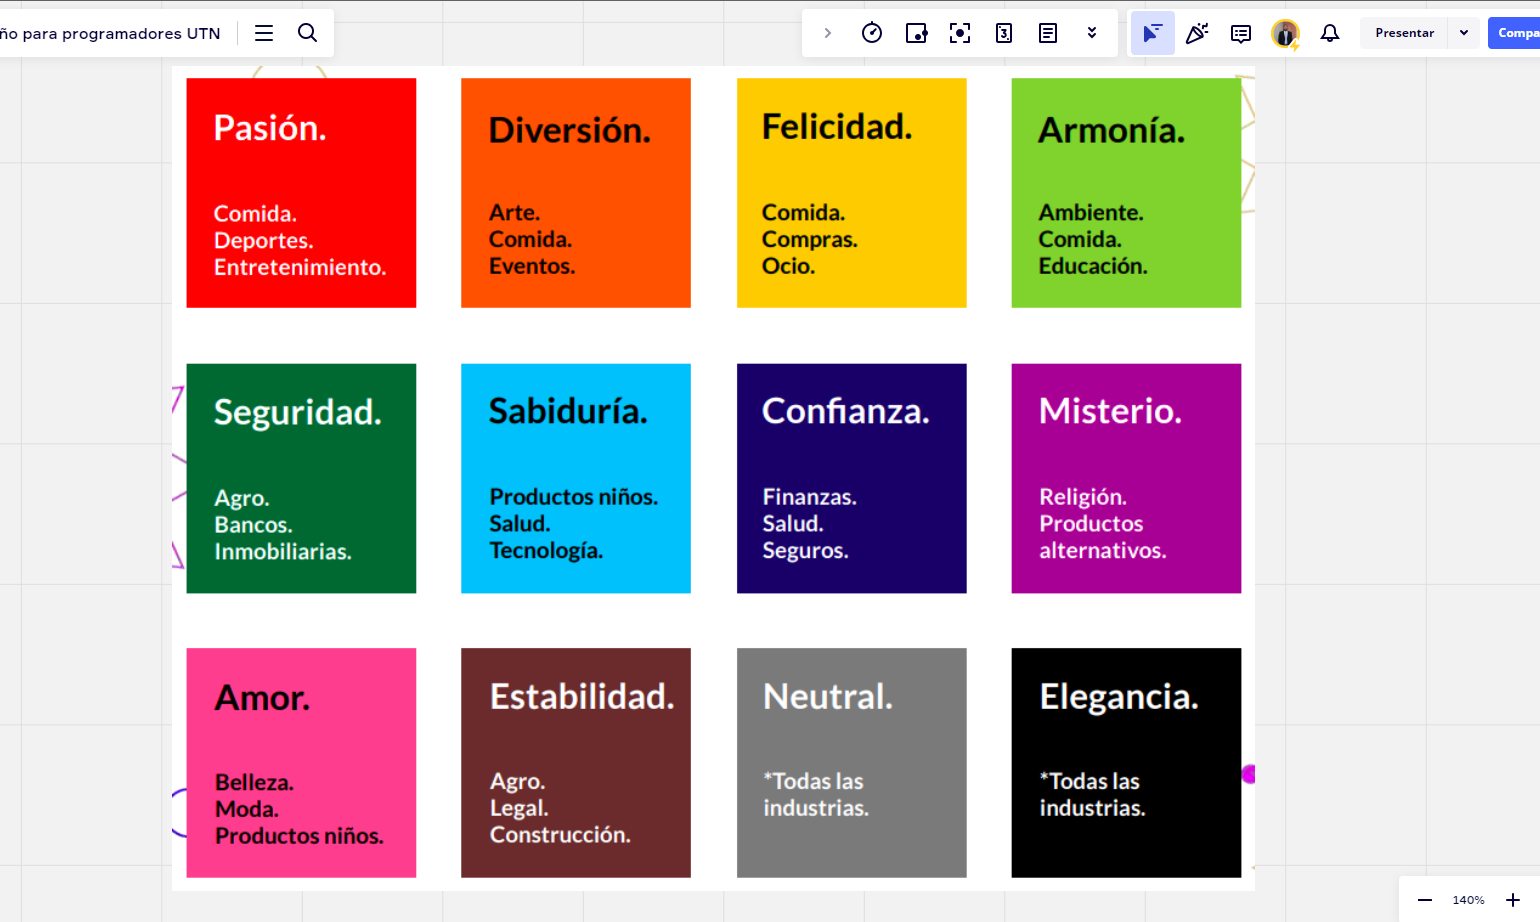 ño para programadores UTN
3
Presentar
Compa
Pasión.
Comida.
Deportes.
Entretenimiento.
Diversión.
Arte.
Comida.
Eventos.
Felicidad.
Comida.
Compras.
Ocio.
Armonía.
Ambiente.
Comida.
Educación.
Seguridad.
Agro.
Bancos.
Inmobiliarias.
Sabiduría.
Productos niños.
Salud.
Tecnología.
Confianza.
Finanzas.
Salud.
Seguros.
Misterio.
Religión.
Productos
alternativos.
Amor.
Belleza.
Moda.
Productos niños.
Estabilidad.
Agro.
Legal.
Construcción.
Neutral.
*Todas las
industrias.
Elegancia.
*Todas las
industrias.
140%